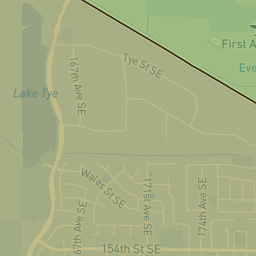 First A
Tye St SE
Eve
167th Ave SE
Lake Tye
Wales St SE
171st Ave SE
174th Ave SE
67th Ave SE
154th St SE